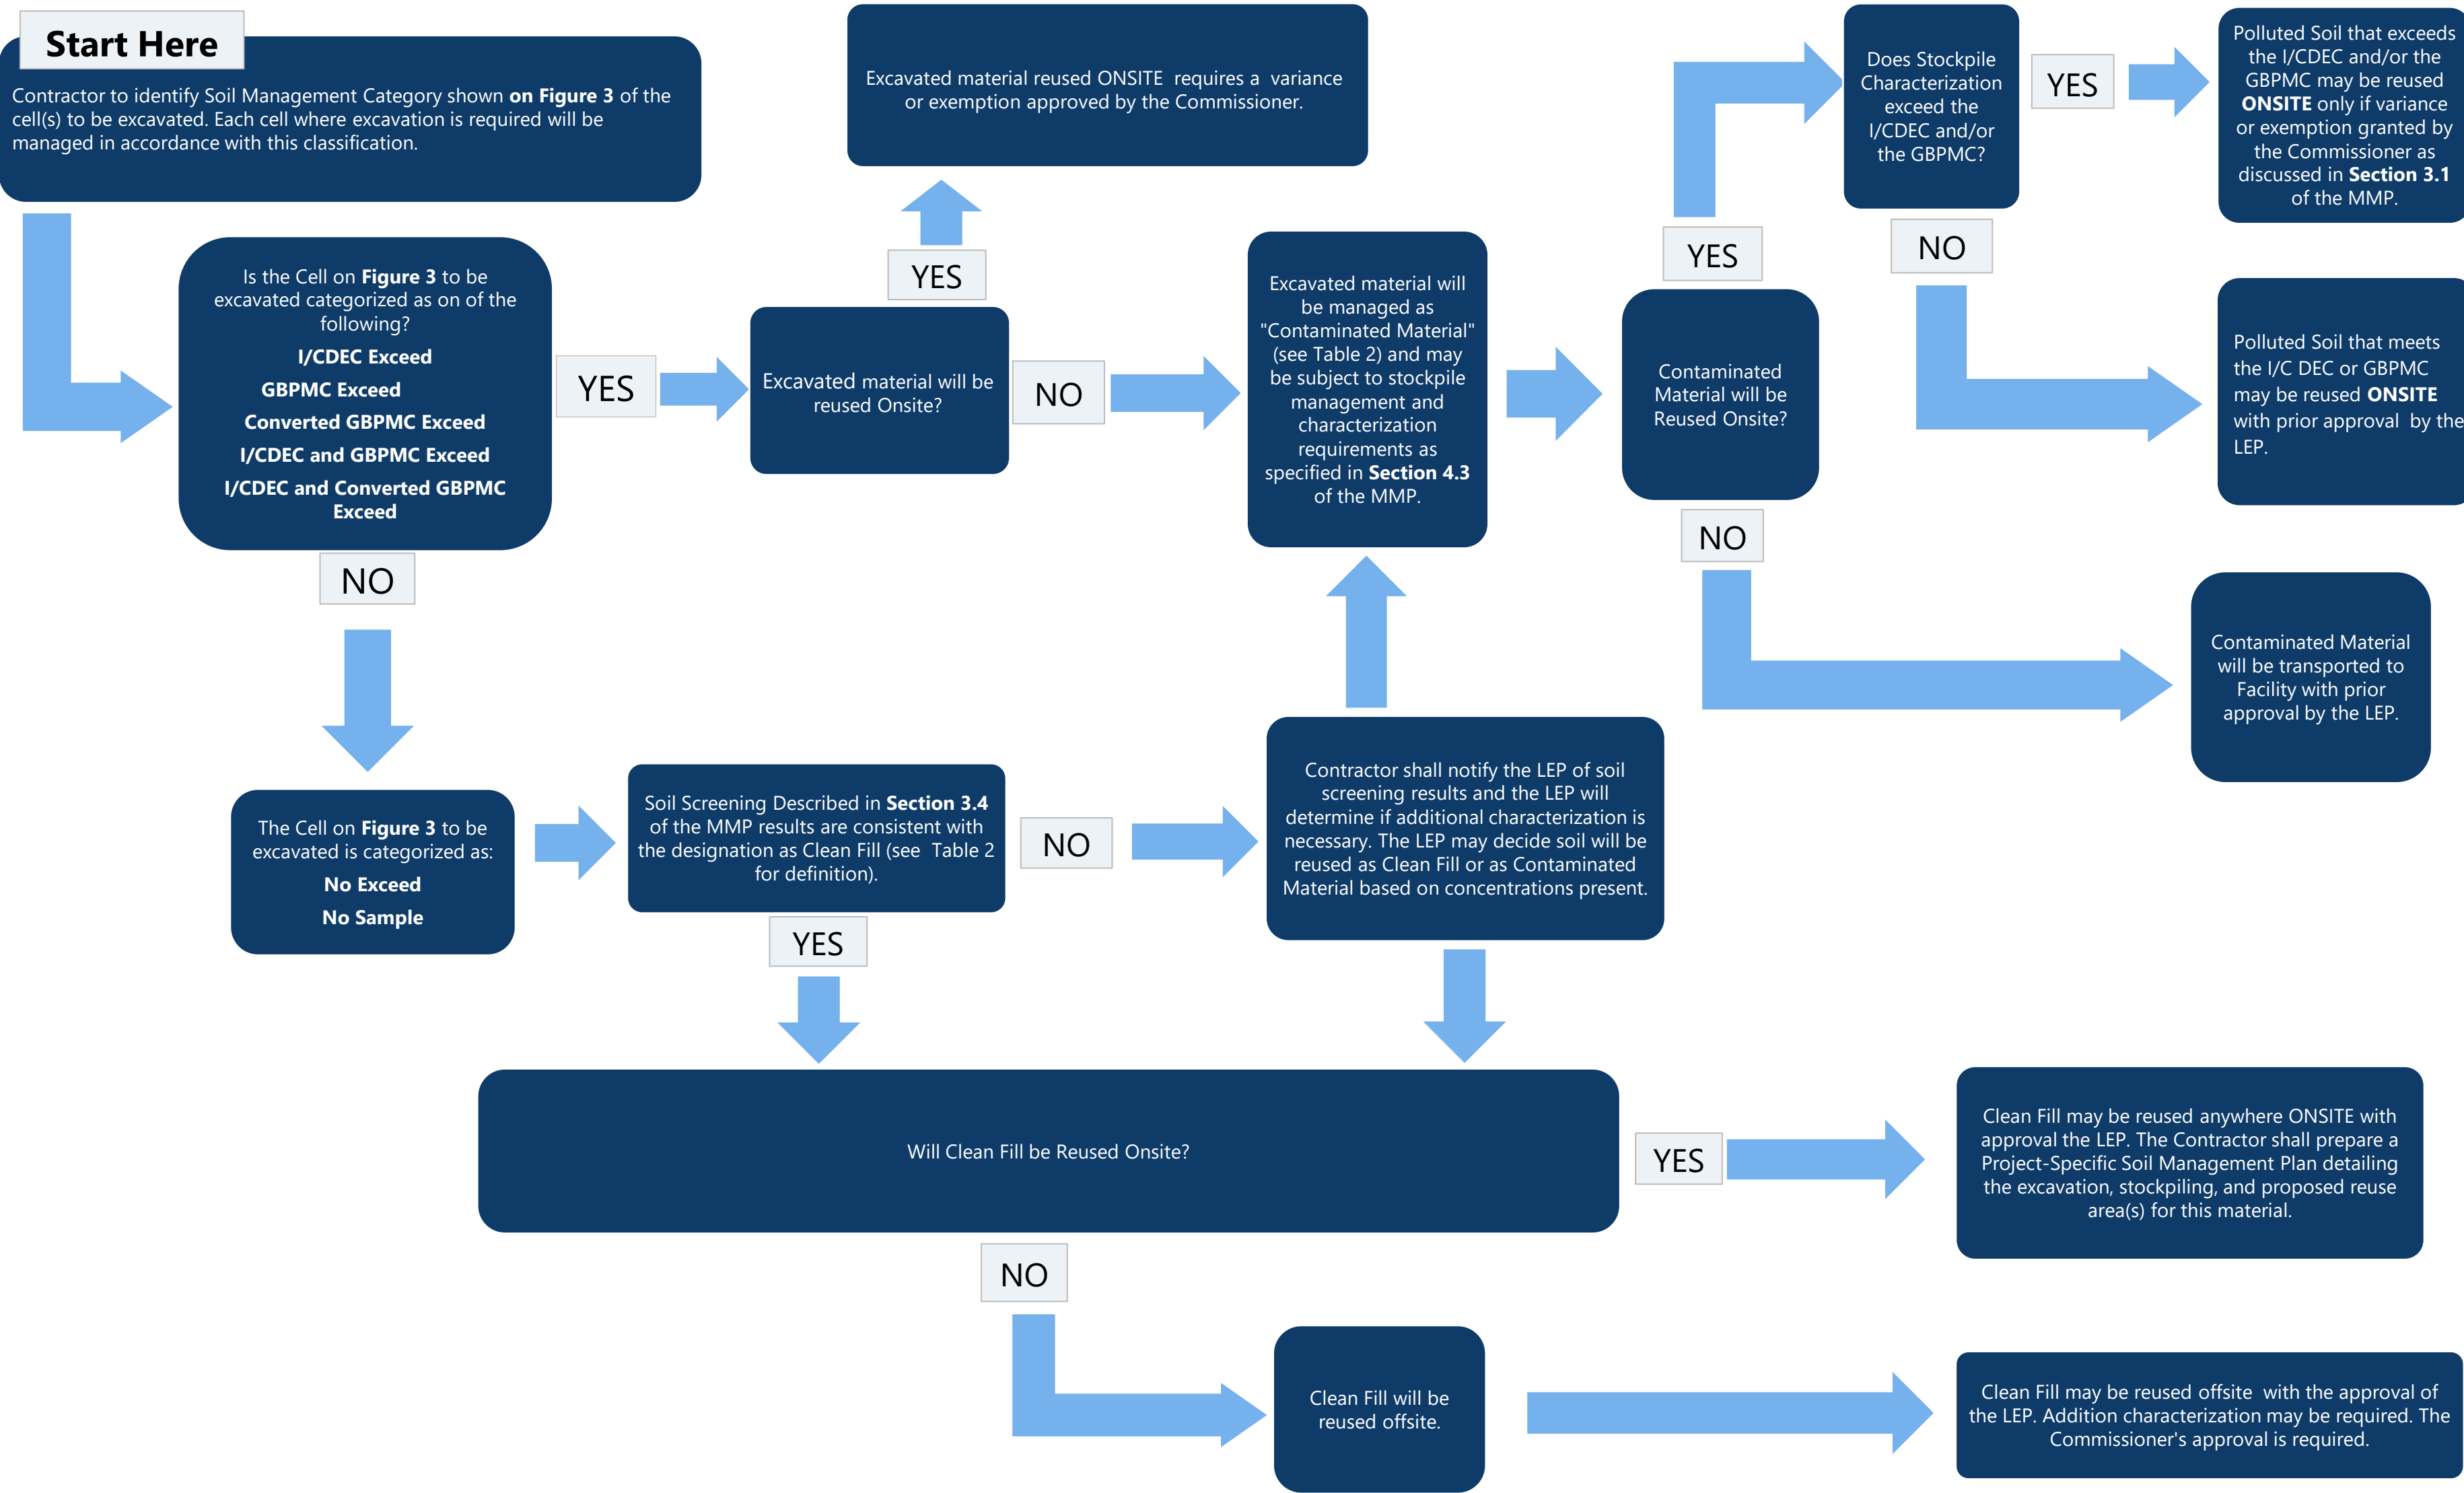 Start Here
Contractor to identify Soil Management Category shown on Figure 3 of the
cell(s) to be excavated. Each cell where excavation is required will be
managed in accordance with this classification.
Is the Cell on Figure 3 to be
excavated categorized as on of the
following?
I/CDEC Exceed
GBPMC Exceed
Converted GBPMC Exceed
I/CDEC and GBPMC Exceed
I/CDEC and Converted GBPMC
Exceed
YES
NO
Excavated material will be
reused Onsite?
YES
Excavated material reused ONSITE requires a variance
or exemption approved by the Commissioner.
NO
Excavated material will
be managed as
"Contaminated Material"
(see Table 2) and may
be subject to stockpile
management and
characterization
requirements as
specified in Section 4.3
of the MMP.
Contaminated
Material will be
Reused Onsite?
YES
Does Stockpile
Characterization
exceed the
I/CDEC and/or
the GBPMC?
YES
Polluted Soil that exceeds
the I/CDEC and/or the
GBPMC may be reused
ONSITE only if variance
or exemption granted by
the Commissioner as
discussed in Section 3.1
of the MMP.
NO
Polluted Soil that meets
the I/C DEC or GBPMC
may be reused ONSITE
with prior approval by the
LEP.
NO
Contaminated Material
will be transported to
Facility with prior
approval by the LEP.
The Cell on Figure 3 to be
excavated is categorized as:
No Exceed
No Sample
Soil Screening Described in Section 3.4
of the MMP results are consistent with
the designation as Clean Fill (see Table 2
for definition).
NO
YES
Contractor shall notify the LEP of soil
screening results and the LEP will
determine if additional characterization is
necessary. The LEP may decide soil will be
reused as Clean Fill or as Contaminated
Material based on concentrations present.
Will Clean Fill be Reused Onsite?
YES
Clean Fill may be reused anywhere ONSITE with
approval the LEP. The Contractor shall prepare a
Project-Specific Soil Management Plan detailing
the excavation, stockpiling, and proposed reuse
area(s) for this material.
NO
Clean Fill will be
reused offsite.
Clean Fill may be reused offsite with the approval of
the LEP. Addition characterization may be required. The
Commissioner's approval is required.